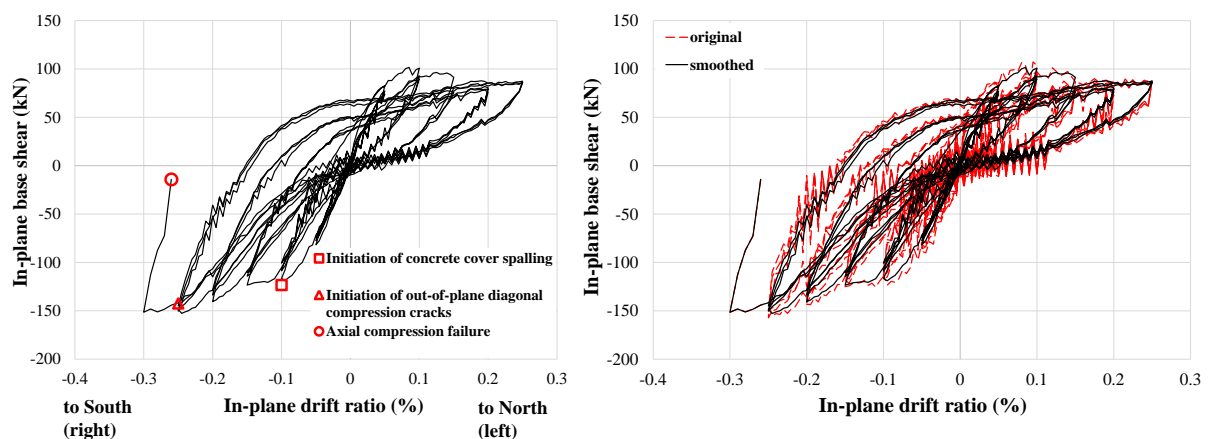 150
100
50
0
-50
-100
-150
-200
In-plane base shear (kN)
Initiation of concrete cover spalling
Initiation of out-of-plane diagonal
compression cracks
Axial compression failure
-0.4 -0.3 -0.2 -0.1 0 0.1 0.2 0.3
to South
(right)
In-plane drift ratio (%)
to North
(left)
150
100
50
0
-50
-100
-150
-200
In-plane base shear (kN)
original
smoothed
-0.4 -0.3 -0.2 -0.1 0 0.1 0.2 0.3
In-plane drift ratio (%)